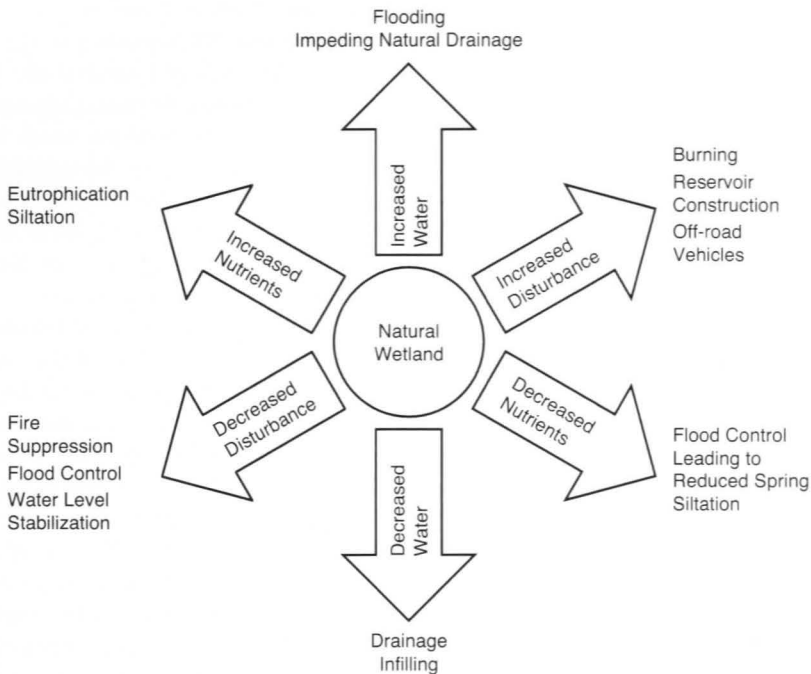 Flooding
Impeding Natural Drainage
Increased
Water
Burning
Reservoir
Construction
Off-road
Vehicles
Increased
Disturbance
Eutrophication
Siltation
Increased
Nutrients
Natural
Wetland
Decreased
Disturbance
Fire
Suppression
Flood Control
Water Level
Stabilization
Decreased
Nutrients
Flood Control
Leading to
Reduced Spring
Siltation
Decreased
Water
Drainage
Infilling